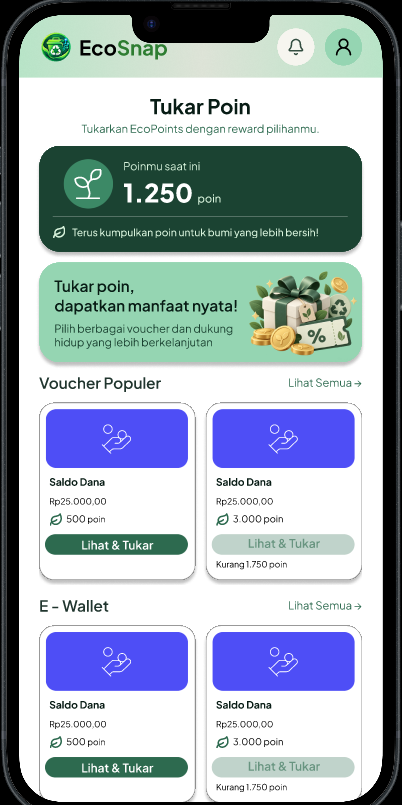 EcoSnap
Tukar Poin
Tukarkan EcoPoints dengan reward pilihanmu.
Poinmu saat ini
1.250 poin
Terus kumpulkan poin untuk bumi yang lebih bersih!
Tukar poin,
dapatkan manfaat nyata!
Pilih berbagai voucher dan dukung
hidup yang lebih berkelanjutan
%
Voucher Populer
Lihat Semua →
Saldo Dana
Rp25.000,00
500 poin
Lihat & Tukar
Saldo Dana
Rp25.000,00
3.000 poin
Lihat & Tukar
Kurang 1.750 poin
E - Wallet
Lihat Semua →
Saldo Dana
Rp25.000,00
500 poin
Lihat & Tukar
Saldo Dana
Rp25.000,00
3.000 poin
Lihat & Tukar
Kurang 1.750 poin